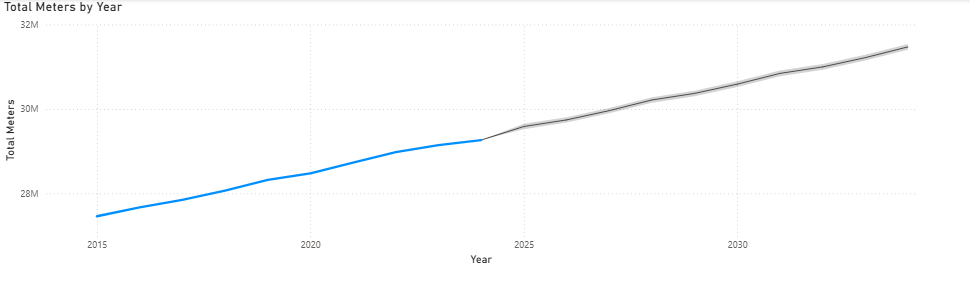 Total Meters by Year
32M
30M
28M
Total Meters
2015 2020 2025 2030
Year